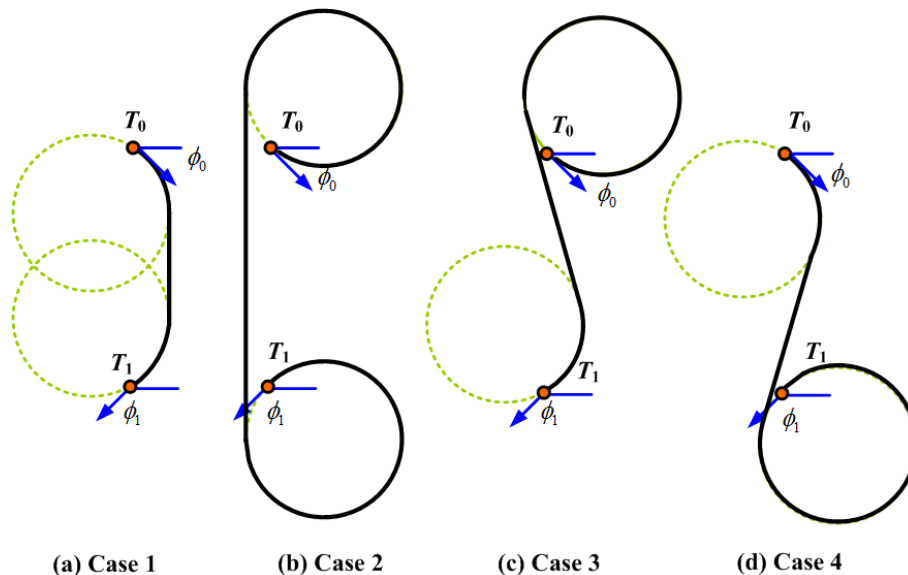 T₀ T₀ T₀ T₀
ϕ₀ ϕ₀ ϕ₀ ϕ₀
T₁ T₁ T₁ T₁
ϕ₁ ϕ₁ ϕ₁ ϕ₁
(a) Case 1 (b) Case 2 (c) Case 3 (d) Case 4